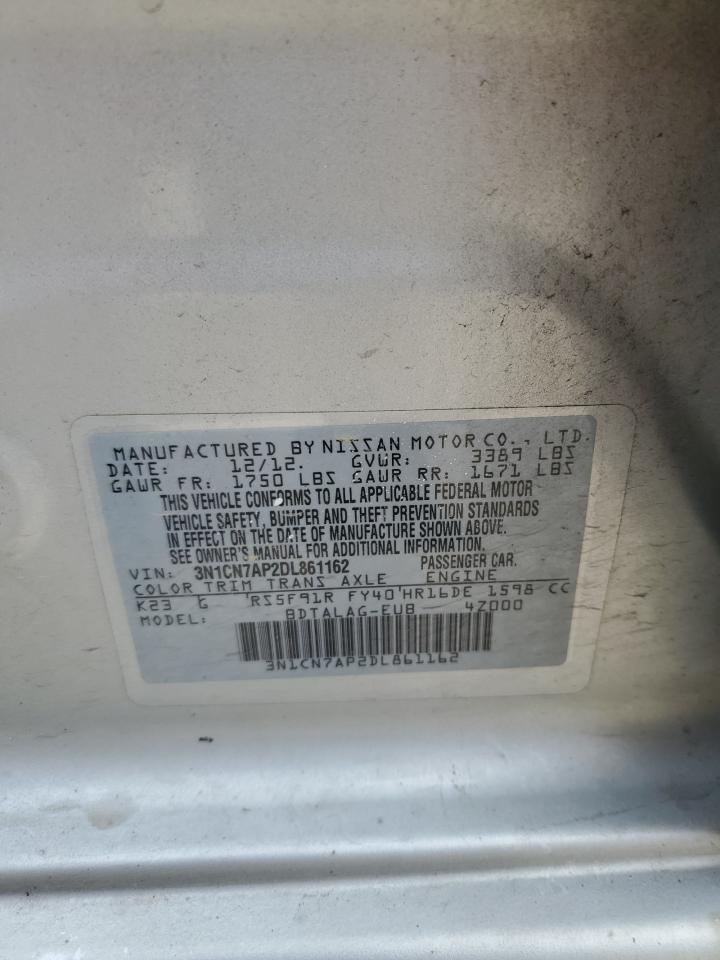 MANUFACTURED BY NISSAN MOTOR CO., LTD.
DATE: 12/12. GVWR: 3389 LBS
GAWR FR: 1750 LBS GAWR RR: 1671 LBS
THIS VEHICLE CONFORMS TO ALL APPLICABLE FEDERAL MOTOR
VEHICLE SAFETY, BUMPER AND THEFT PREVENTION STANDARDS
IN EFFECT ON THE DATE OF MANUFACTURE SHOWN ABOVE.
SEE OWNER'S MANUAL FOR ADDITIONAL INFORMATION.
VIN: 3N1CN7AP2DL861162 PASSENGER CAR.
COLOR TRIM TRANS AXLE ENGINE
K23 G RS5F91R FY40 HR16DE 1598 CC
MODEL: BDTALAG-EUB 4Z000
3N1CN7AP2DL861162